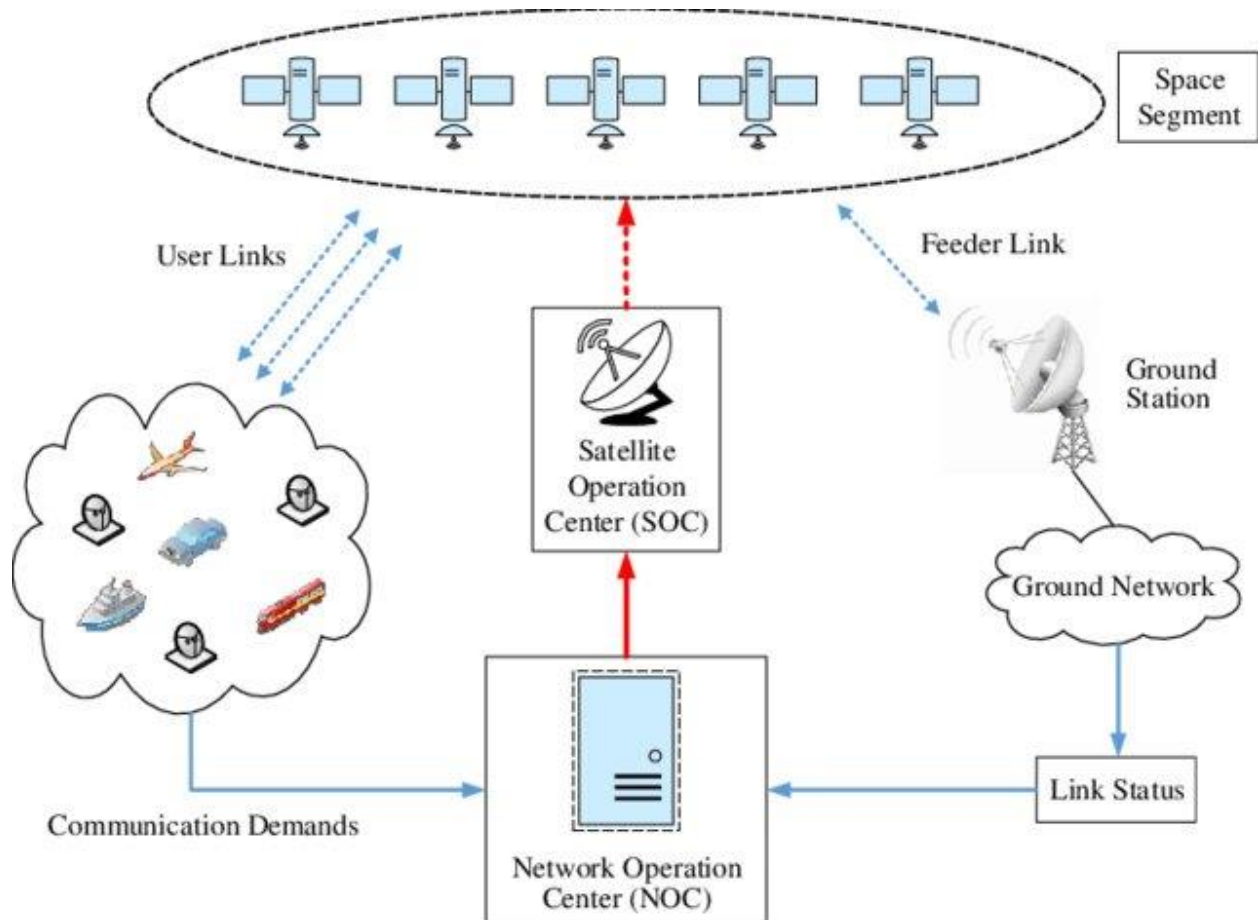 Space
Segment
User Links
Feeder Link
Ground
Station
Satellite
Operation
Center (SOC)
Ground Network
Link Status
Communication Demands
Network Operation
Center (NOC)